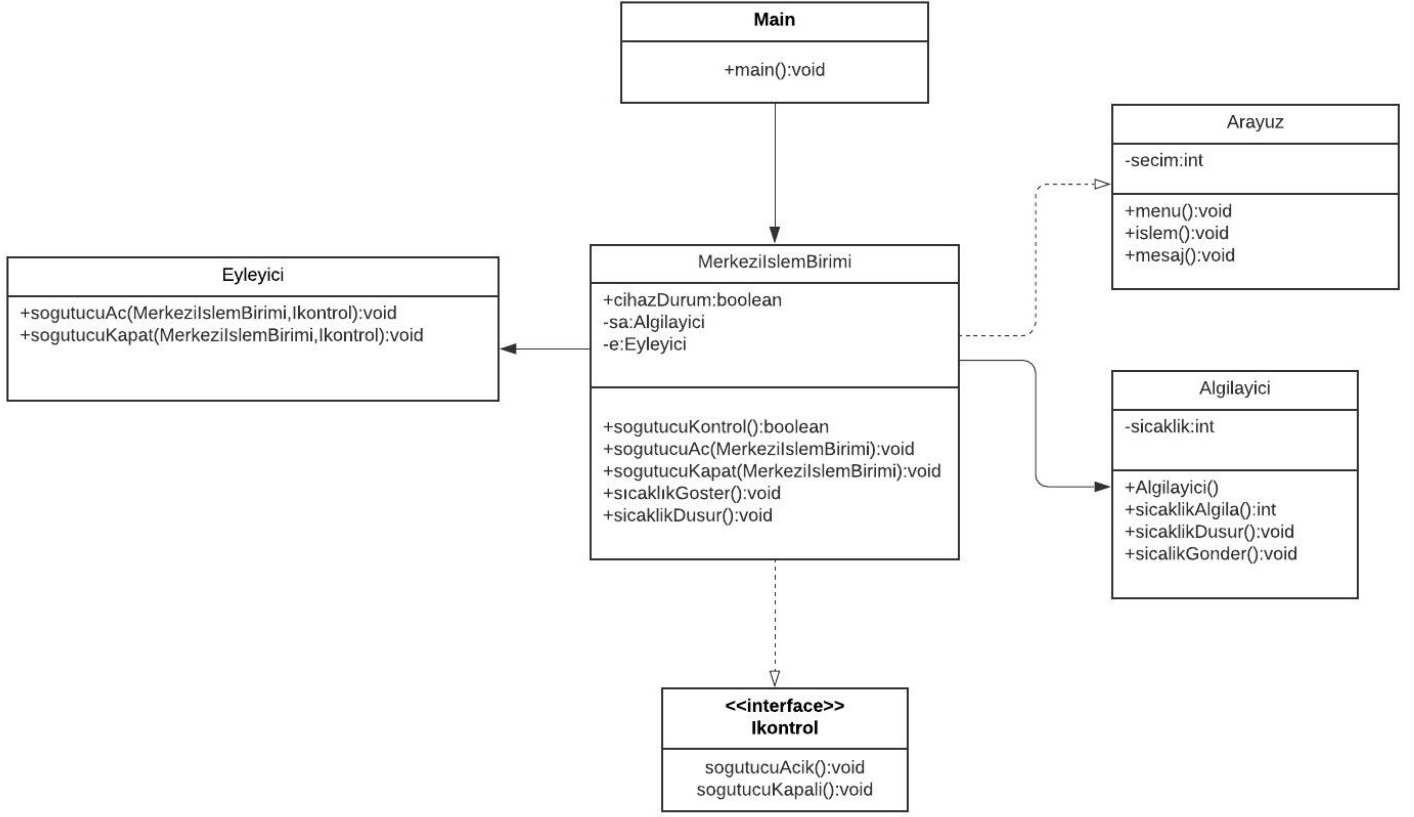 Main
+main():void
Arayuz
-secim:int
+menu():void
+islem():void
+mesaj():void
Eyleyici
+sogutucuAc(MerkeziIslemBirimi,Ikontrol):void
+sogutucuKapat(MerkeziIslemBirimi,Ikontrol):void
MerkeziIslemBirimi
+cihazDurum:boolean
-sa:Algilayici
-e:Eyleyici
+sogutucuKontrol():boolean
+sogutucuAc(MerkeziIslemBirimi):void
+sogutucuKapat(MerkeziIslemBirimi):void
+sıcaklıkGoster():void
+sicaklikDusur():void
Algilayici
-sicaklik:int
+Algilayici()
+sicaklikAlgila():int
+sicaklikDusur():void
+sicalikGonder():void
<<interface>>
Ikontrol
sogutucuAcik():void
sogutucuKapali():void